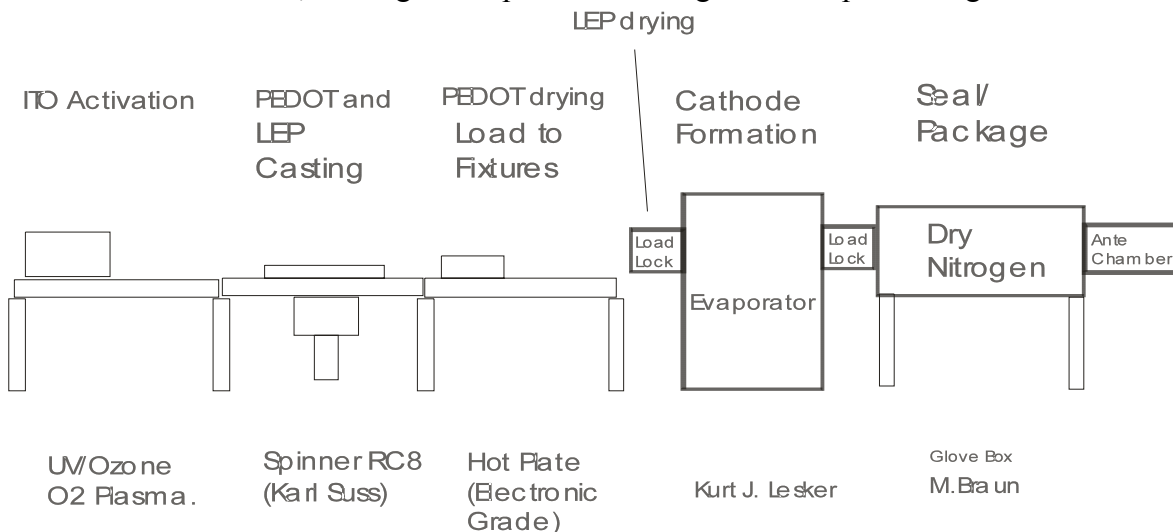 LEP drying
ITO Activation
PEDOT and
LEP
Casting
PEDOT drying
Load to
Fixtures
Cathode
Formation
Seal/
Package
Load
Lock
Evaporator
Load
Lock
Dry
Nitrogen
Ante
Chamber
UV/Ozone
O2 Plasma.
Spinner RC8
(Karl Suss)
Hot Plate
(Electronic
Grade)
Kurt J. Lesker
Glove Box
M.Braun